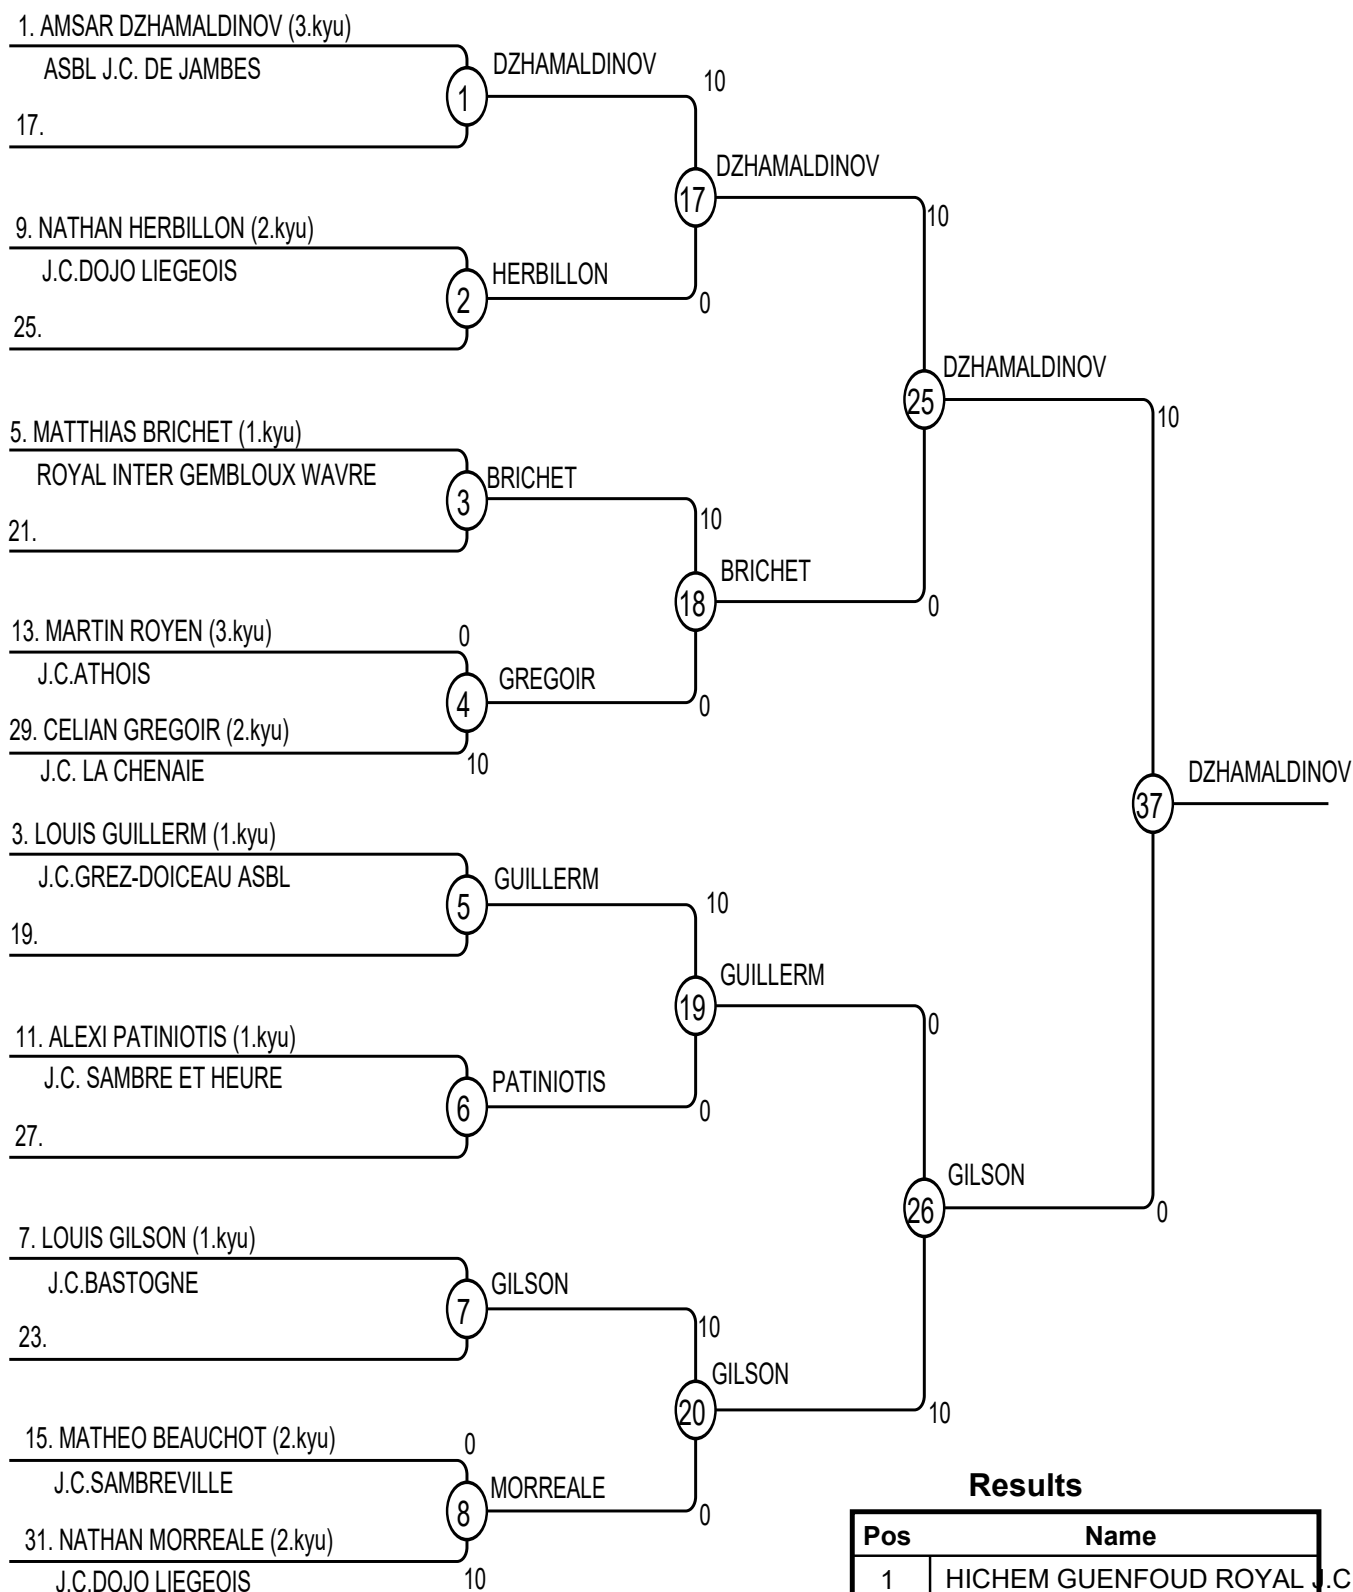 1. AMSAR DZHAMALDINOV (3.kyu)
ASBL J.C. DE JAMBES
17.
1
DZHAMALDINOV
10
17
DZHAMALDINOV
10
9. NATHAN HERBILLON (2.kyu)
J.C.DOJO LIEGEOIS
25.
2
HERBILLON
0
25
DZHAMALDINOV
10
5. MATTHIAS BRICHET (1.kyu)
ROYAL INTER GEMBLOUX WAVRE
21.
3
BRICHET
10
18
BRICHET
0
13. MARTIN ROYEN (3.kyu)
0
J.C.ATHOIS
4
GREGOIR
0
29. CELIAN GREGOIR (2.kyu)
10
J.C. LA CHENAIE
37
DZHAMALDINOV
3. LOUIS GUILLERM (1.kyu)
J.C.GREZ-DOICEAU ASBL
19.
5
GUILLERM
10
19
GUILLERM
0
11. ALEXI PATINIOTIS (1.kyu)
J.C. SAMBRE ET HEURE
27.
6
PATINIOTIS
0
26
GILSON
0
7. LOUIS GILSON (1.kyu)
J.C.BASTOGNE
23.
7
GILSON
10
20
GILSON
10
15. MATHEO BEAUCHOT (2.kyu)
0
J.C.SAMBREVILLE
8
MORREALE
0
31. NATHAN MORREALE (2.kyu)
10
J.C.DOJO LIEGEOIS
Results
Pos Name
1 HICHEM GUENFOUD ROYAL J.C